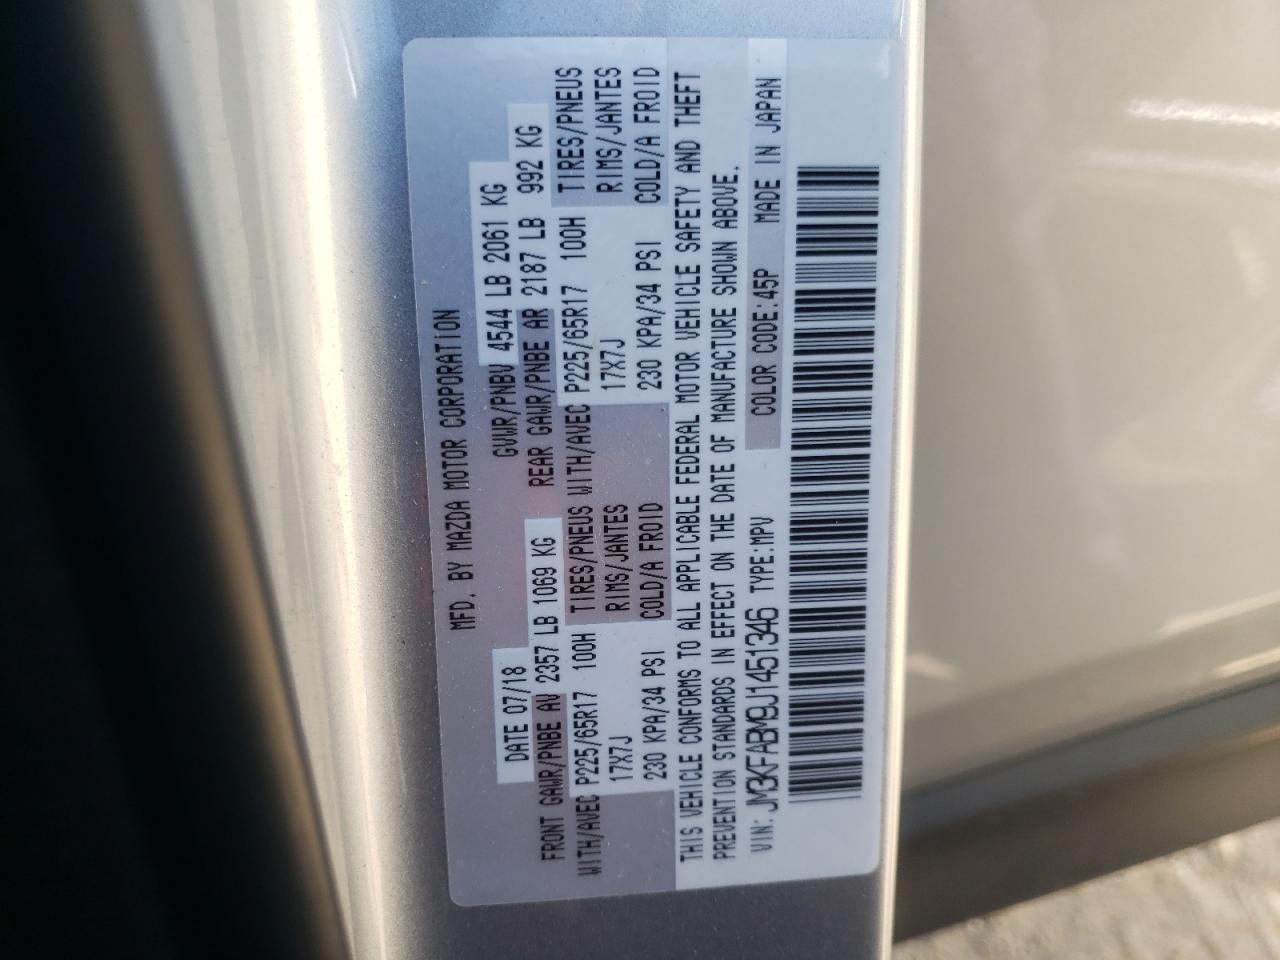 MFD. BY MAZDA MOTOR CORPORATION
DATE 07/18 GVWR/PNBV 4544 LB 2061 KG
FRONT GAWR/PNBE AV 2357 LB 1069 KG REAR GAWR/PNBE AR 2187 LB 992 KG
WITH/AVEC P225/65R17 100H TIRES/PNEUS WITH/AVEC P225/65R17 100H TIRES/PNEUS
17X7J RIMS/JANTES 17X7J RIMS/JANTES
230 KPA/34 PSI COLD/A FROID 230 KPA/34 PSI COLD/A FROID
THIS VEHICLE CONFORMS TO ALL APPLICABLE FEDERAL MOTOR VEHICLE SAFETY AND THEFT
PREVENTION STANDARDS IN EFFECT ON THE DATE OF MANUFACTURE SHOWN ABOVE.
VIN: JM3KFABM9J1451346 TYPE:MPV COLOR CODE:45P MADE IN JAPAN